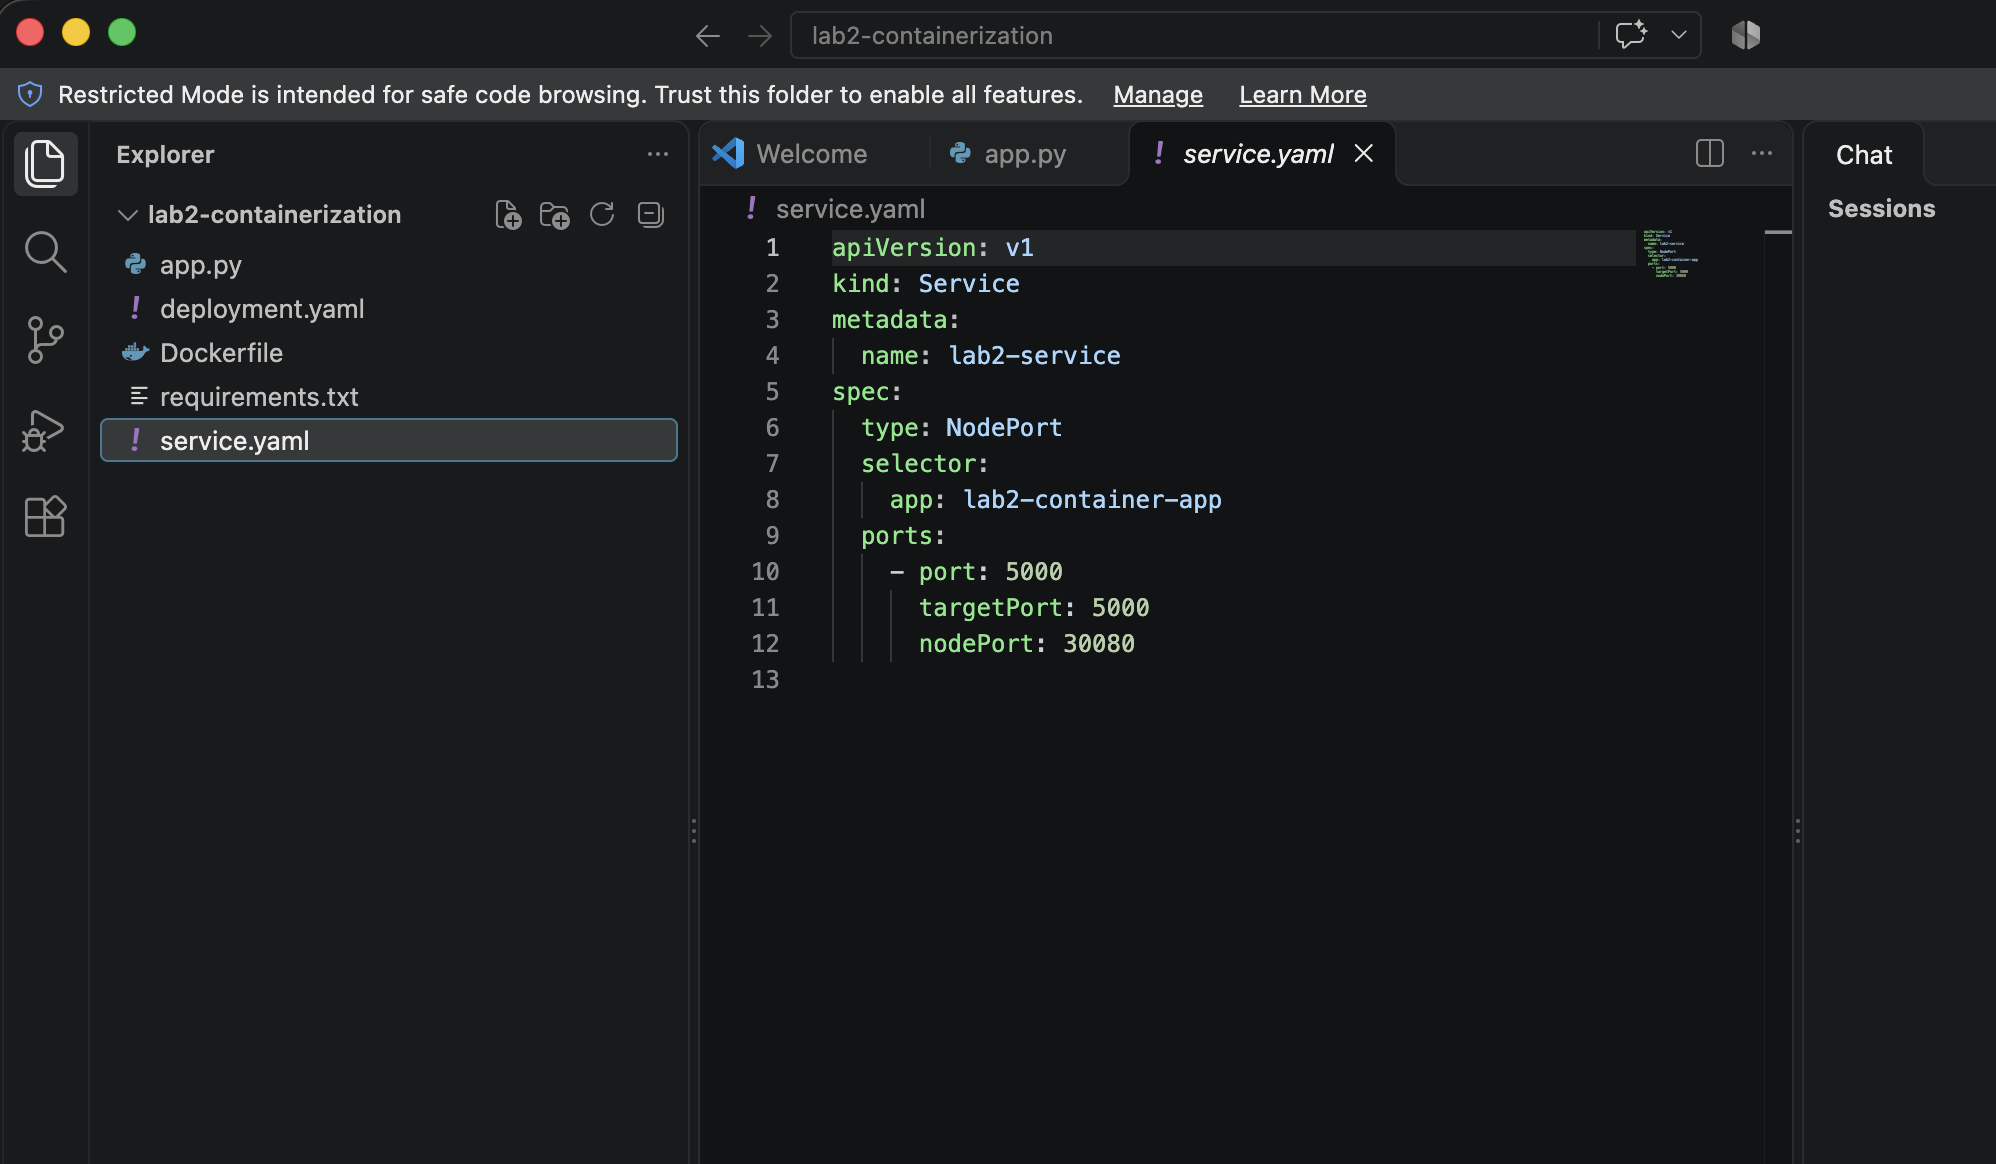 lab2-containerization
Restricted Mode is intended for safe code browsing. Trust this folder to enable all features. Manage Learn More
Explorer
lab2-containerization
app.py
deployment.yaml
Dockerfile
requirements.txt
service.yaml
Welcome
app.py
service.yaml
service.yaml
1 apiVersion: v1
2 kind: Service
3 metadata:
4   name: lab2-service
5 spec:
6   type: NodePort
7   selector:
8     app: lab2-container-app
9   ports:
10     - port: 5000
11       targetPort: 5000
12       nodePort: 30080
13
Chat
Sessions